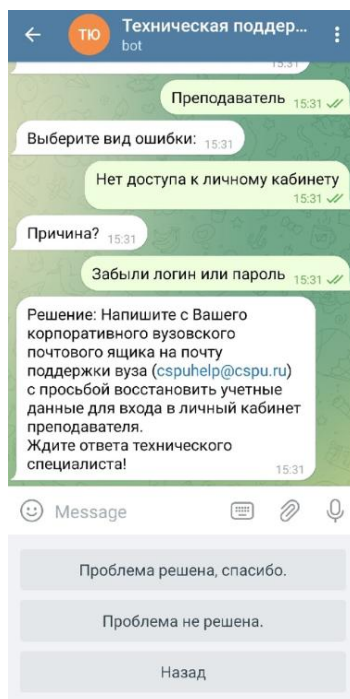 ТЮ
Техническая поддер...
bot
15:31
Преподаватель 15:31
Выберите вид ошибки: 15:31
Нет доступа к личному кабинету
15:31
Причина? 15:31
Забыли логин или пароль 15:31
Решение: Напишите с Вашего
корпоративного вузовского
почтового ящика на почту
поддержки вуза (cspuhelp@cspu.ru)
с просьбой восстановить учетные
данные для входа в личный кабинет
преподавателя.
Ждите ответа технического
специалиста!
15:31
Message
Проблема решена, спасибо.
Проблема не решена.
Назад